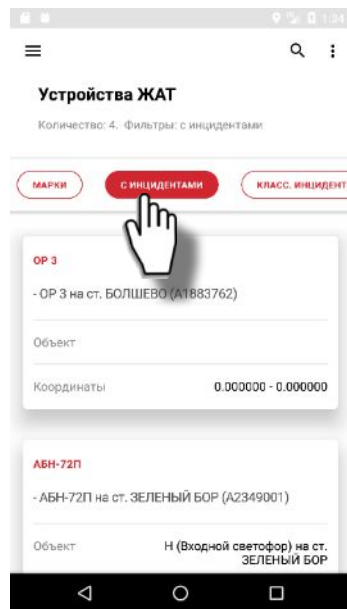 1:24
Устройства ЖАТ
Количество: 4. Фильтры: с инцидентами
МАРКИ
С ИНЦИДЕНТАМИ
КЛАСС. ИНЦИДЕНТ
ОР 3
- ОР 3 на ст. БОЛШЕВО (А1883762)
Объект
Координаты 0.000000 - 0.000000
АБН-72П
- АБН-72П на ст. ЗЕЛЕНЫЙ БОР (А2349001)
Объект Н (Входной светофор) на ст.
ЗЕЛЕНЫЙ БОР